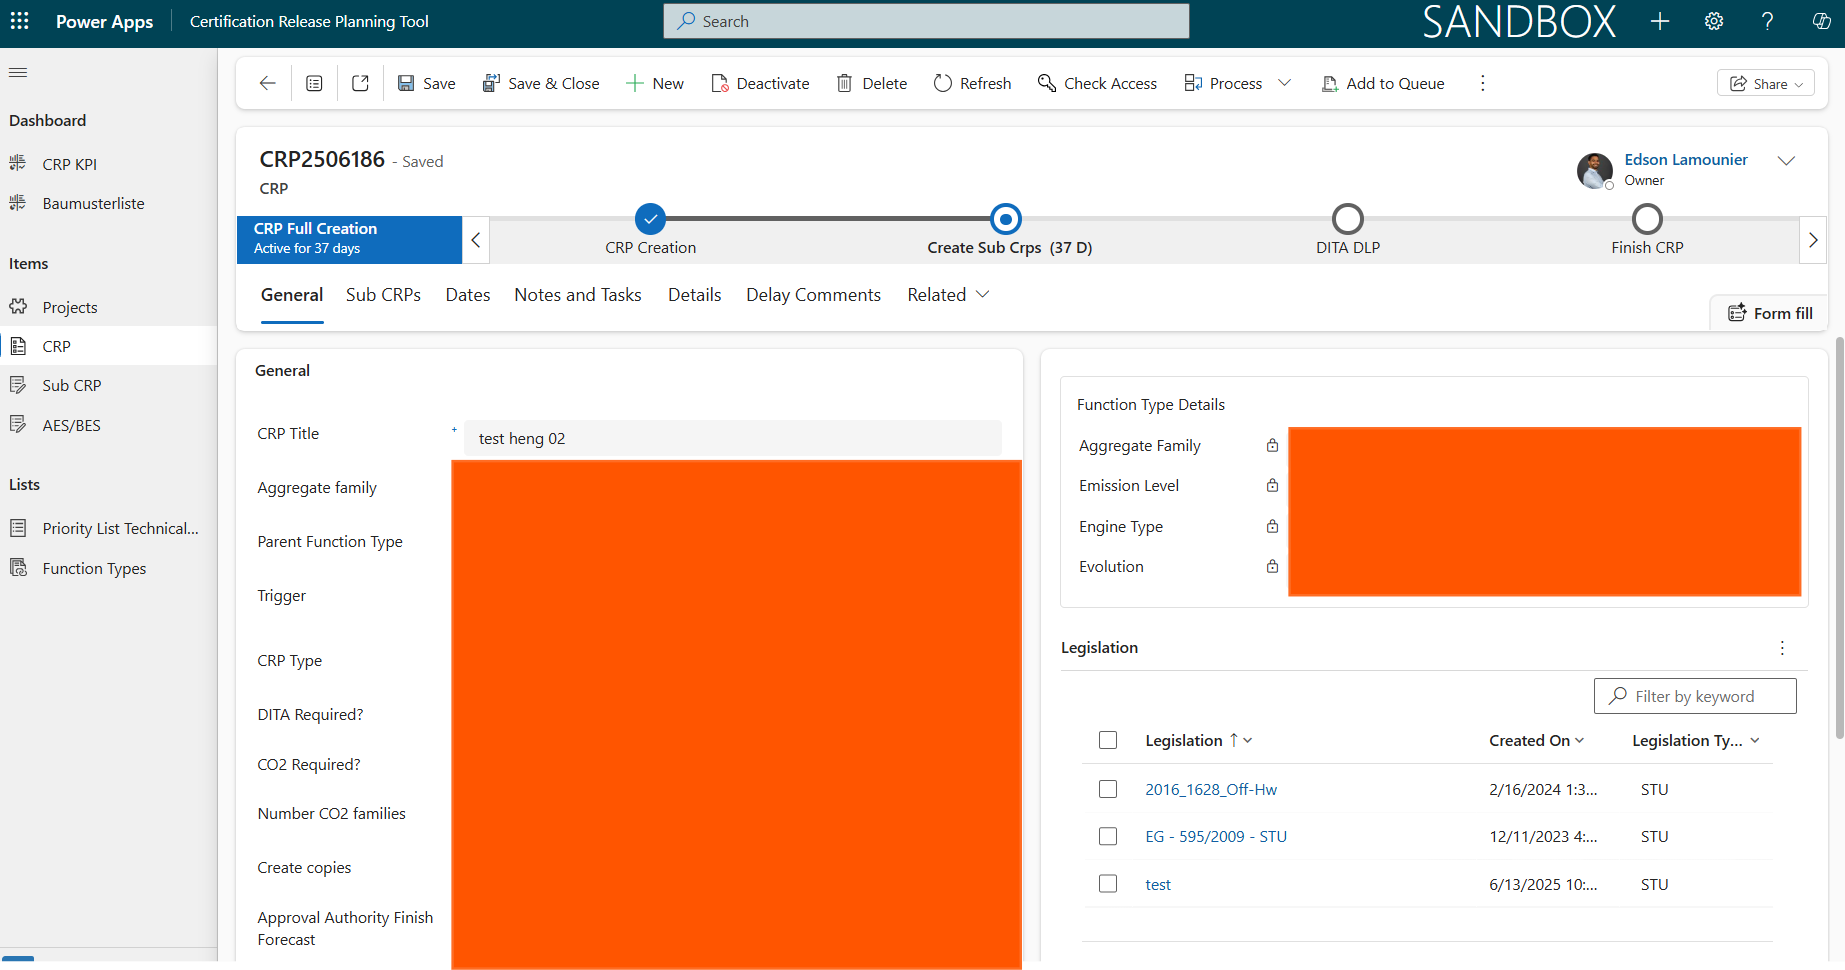 Power Apps
Certification Release Planning Tool
Search
SANDBOX
Save
Save & Close
New
Deactivate
Delete
Refresh
Check Access
Process
Add to Queue
Share
Dashboard
CRP KPI
Baumusterliste
Items
Projects
CRP
Sub CRP
AES/BES
Lists
Priority List Technical...
Function Types
CRP2506186 - Saved
CRP
Edson Lamounier
Owner
CRP Full Creation
Active for 37 days
CRP Creation
Create Sub Crps (37 D)
DITA DLP
Finish CRP
General
Sub CRPs
Dates
Notes and Tasks
Details
Delay Comments
Related
Form fill
General
CRP Title
+
test heng 02
Aggregate family
Parent Function Type
Trigger
CRP Type
DITA Required?
CO2 Required?
Number CO2 families
Create copies
Approval Authority Finish
Forecast
Function Type Details
Aggregate Family
Emission Level
Engine Type
Evolution
Legislation
Filter by keyword
Legislation ↑ Created On Legislation Ty...
2016_1628_Off-Hw 2/16/2024 1:3... STU
EG - 595/2009 - STU 12/11/2023 4:... STU
test 6/13/2025 10:... STU